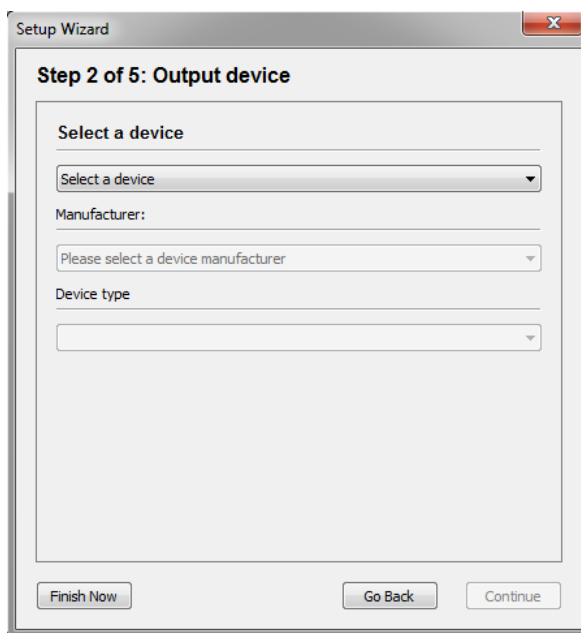 Setup Wizard
Step 2 of 5: Output device
Select a device
Select a device
Manufacturer:
Please select a device manufacturer
Device type
Finish Now
Go Back
Continue